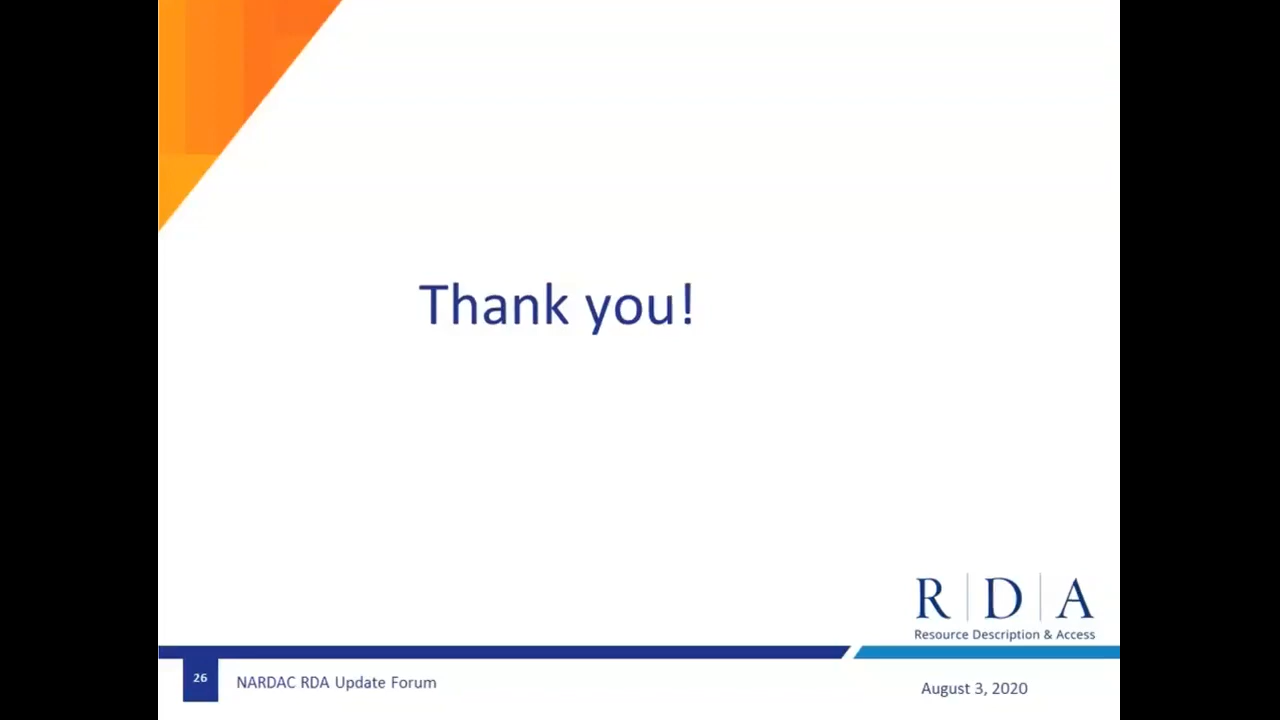 Thank you!
R|D|A
Resource Description & Access
26
NARDAC RDA Update Forum
August 3, 2020